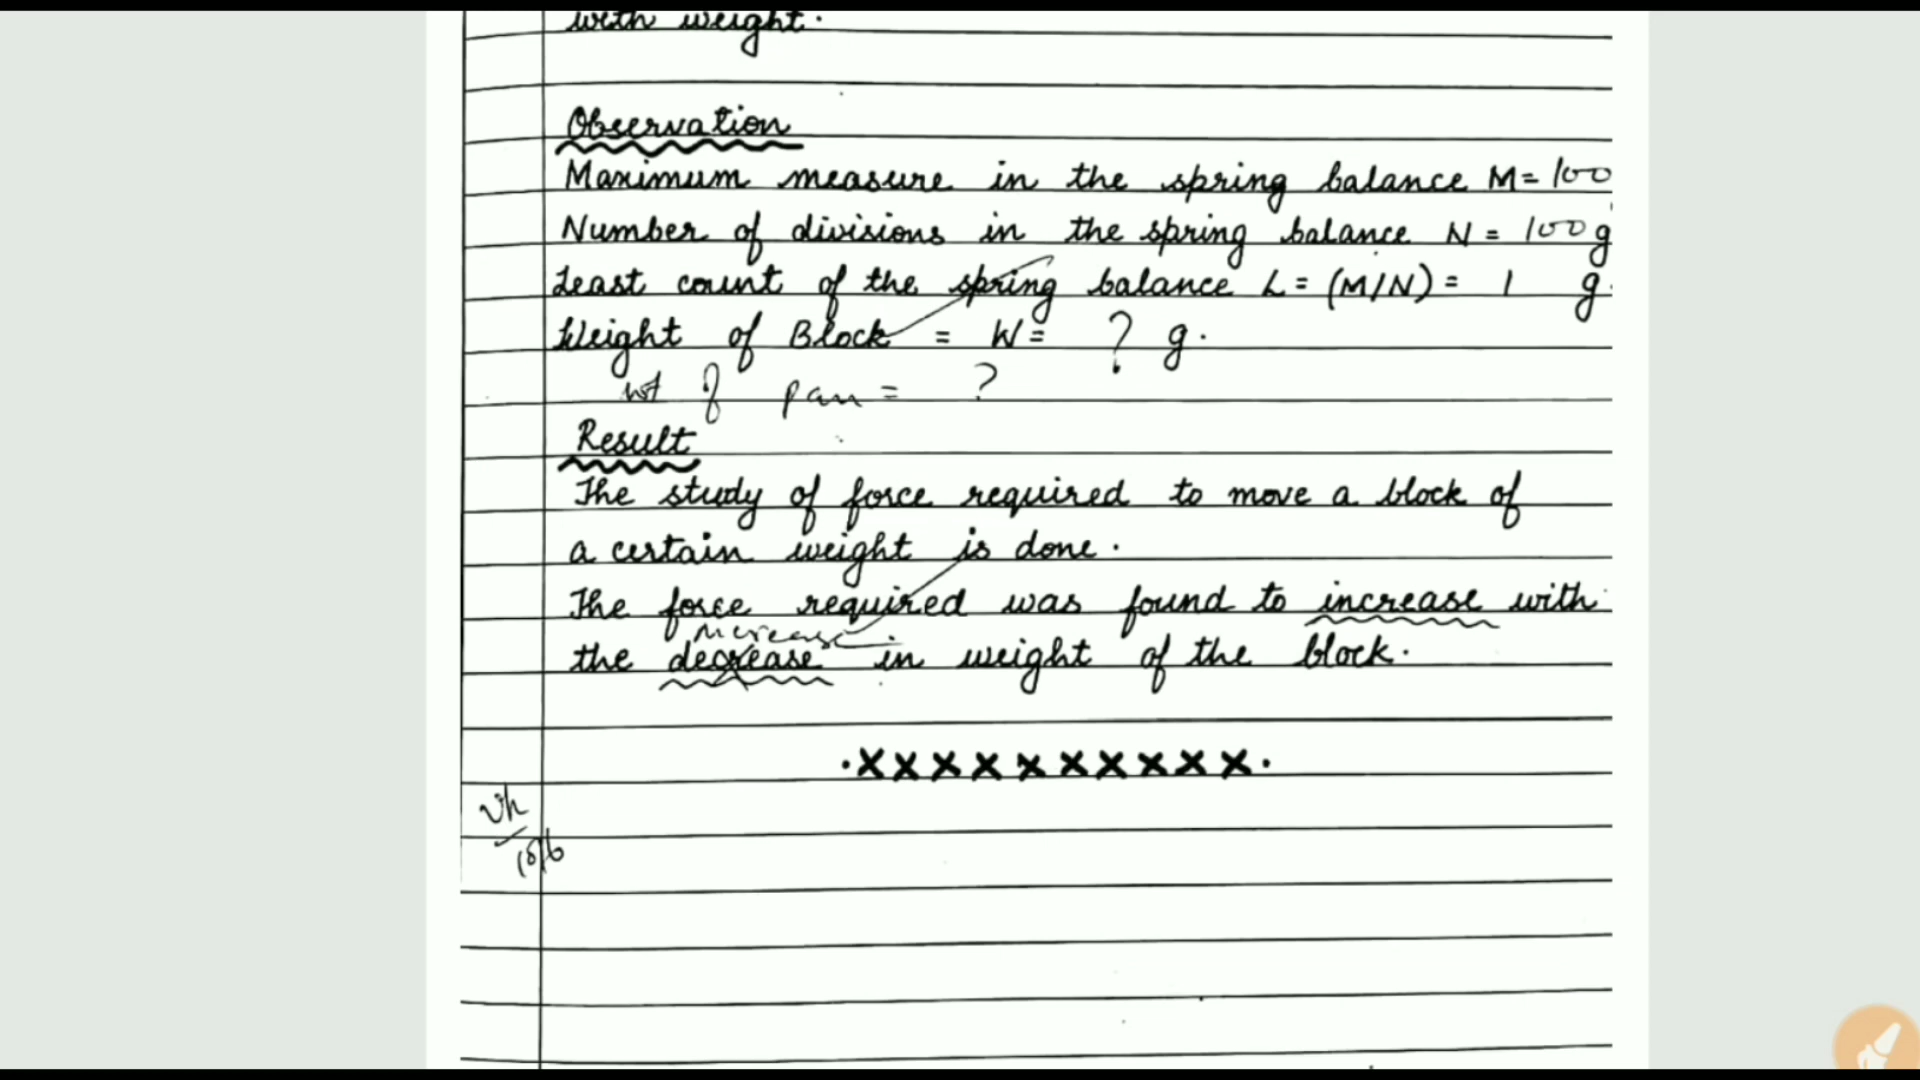 with weight.
Observation
Maximum measure in the spring balance M= 100
Number of divisions in the spring balance N = 100 g
Least count of the spring balance L = (M/N) = 1 g.
Weight of Block = W = ? g.
wt of pan = ?
Result
The study of force required to move a block of
a certain weight is done.
The force required was found to increase with
increase
the decrease in weight of the block.
.XXXXXXXXXX.